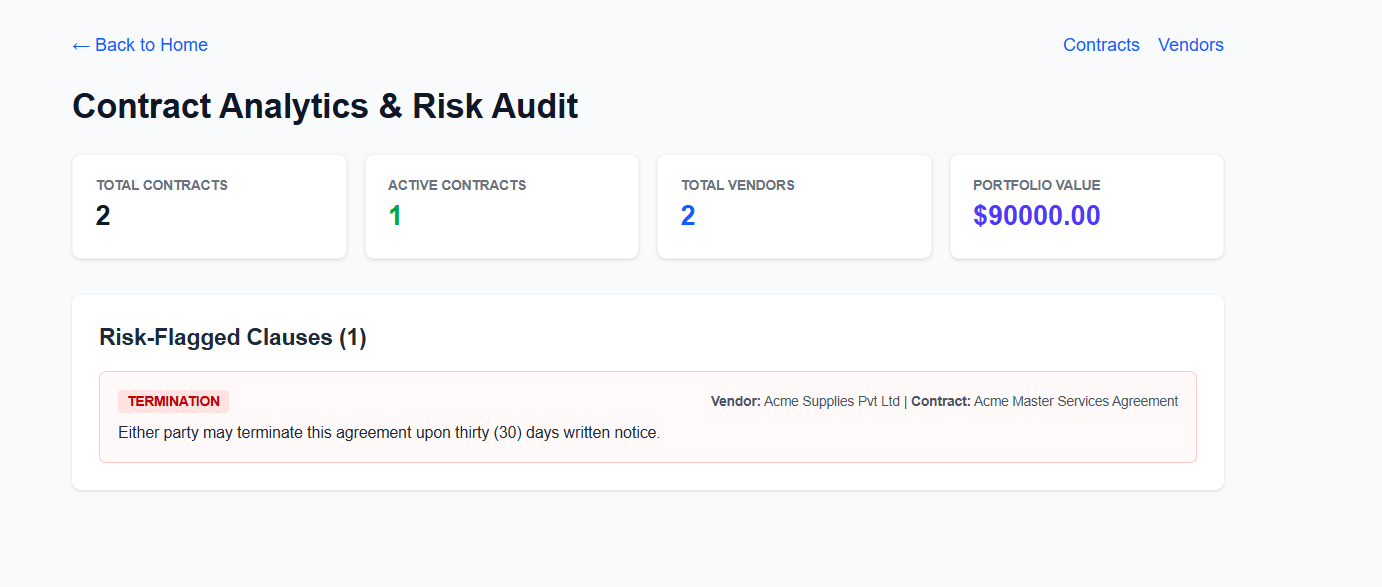 ← Back to Home
Contracts Vendors
Contract Analytics & Risk Audit
TOTAL CONTRACTS
2
ACTIVE CONTRACTS
1
TOTAL VENDORS
2
PORTFOLIO VALUE
$90000.00
Risk-Flagged Clauses (1)
TERMINATION
Vendor: Acme Supplies Pvt Ltd | Contract: Acme Master Services Agreement
Either party may terminate this agreement upon thirty (30) days written notice.